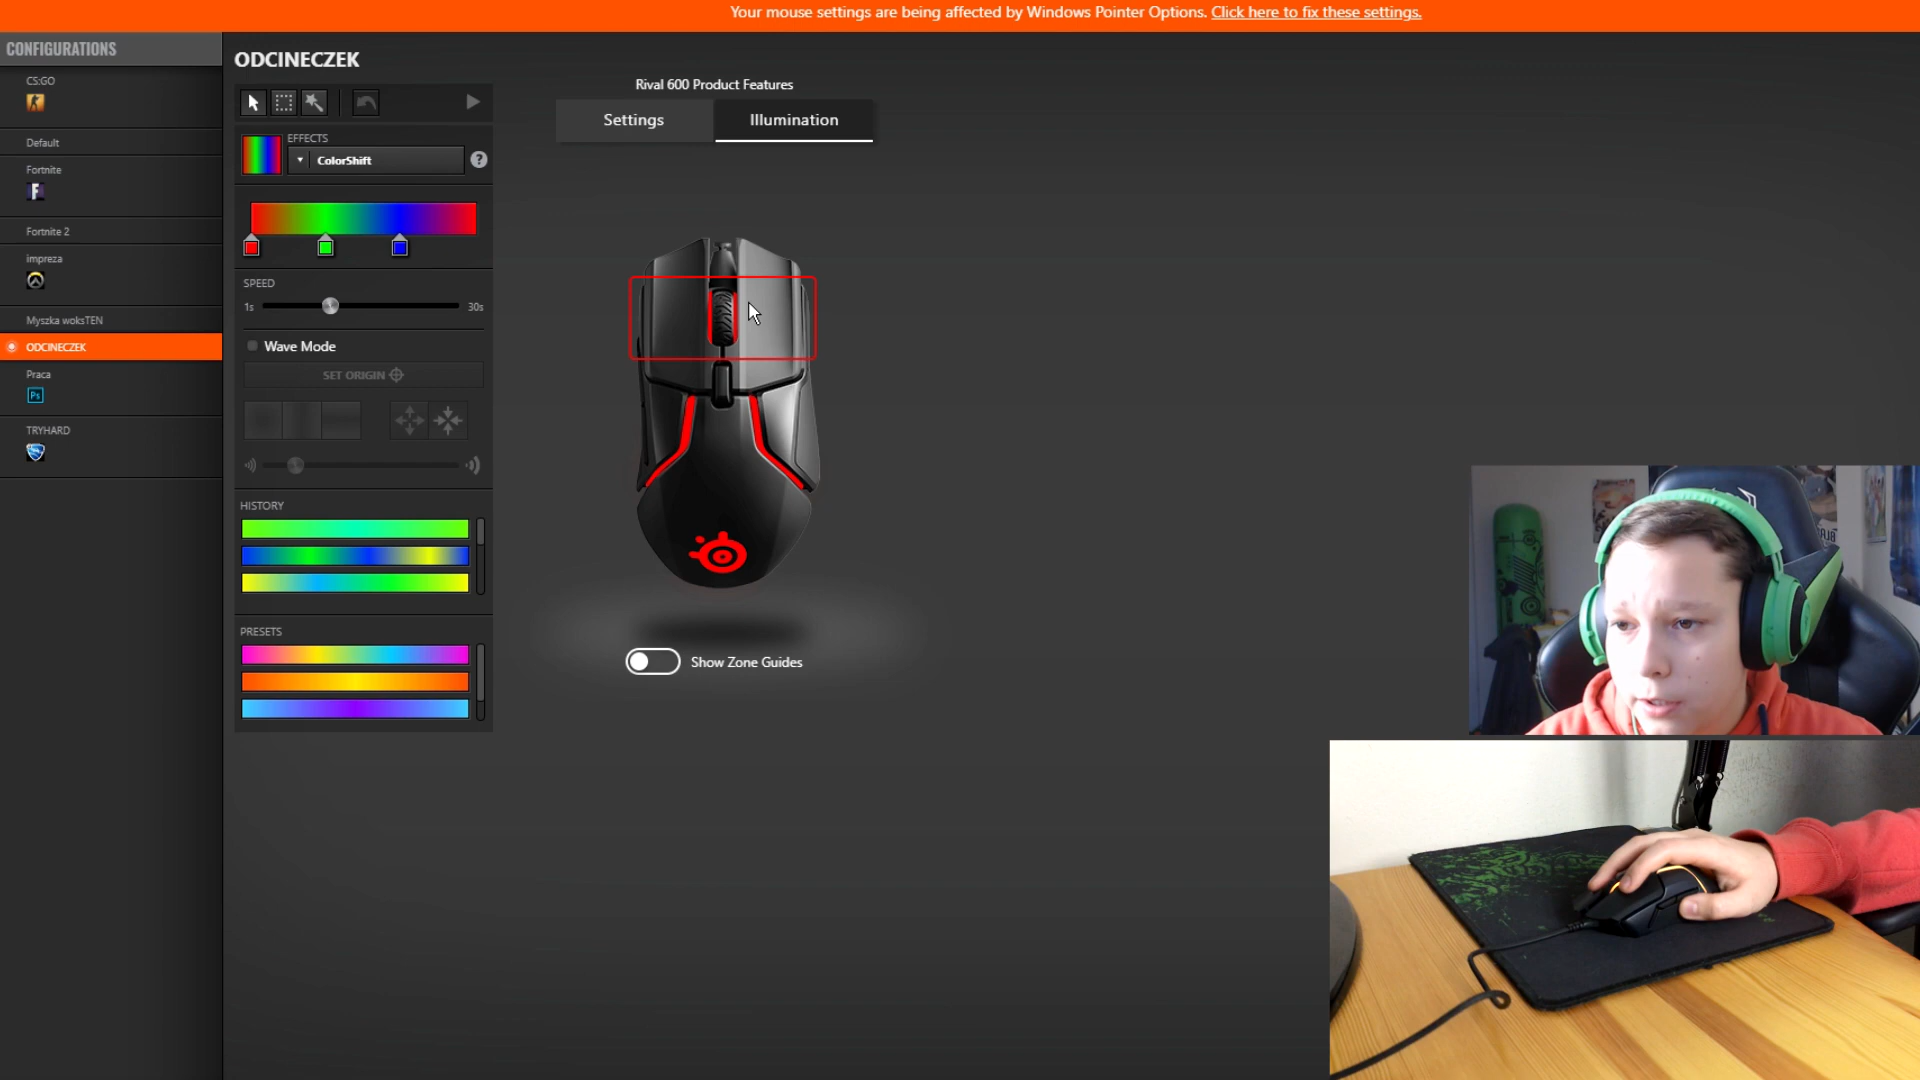 Your mouse settings are being affected by Windows Pointer Options. Click here to fix these settings.
CONFIGURATIONS
CS:GO
Default
Fortnite
F
Fortnite 2
impreza
Myszka woksTEN
ODCINECZEK
Praca
Ps
TRYHARD
ODCINECZEK
EFFECTS
ColorShift
?
SPEED
1s
30s
Wave Mode
SET ORIGIN
HISTORY
PRESETS
Rival 600 Product Features
Settings
Illumination
Show Zone Guides